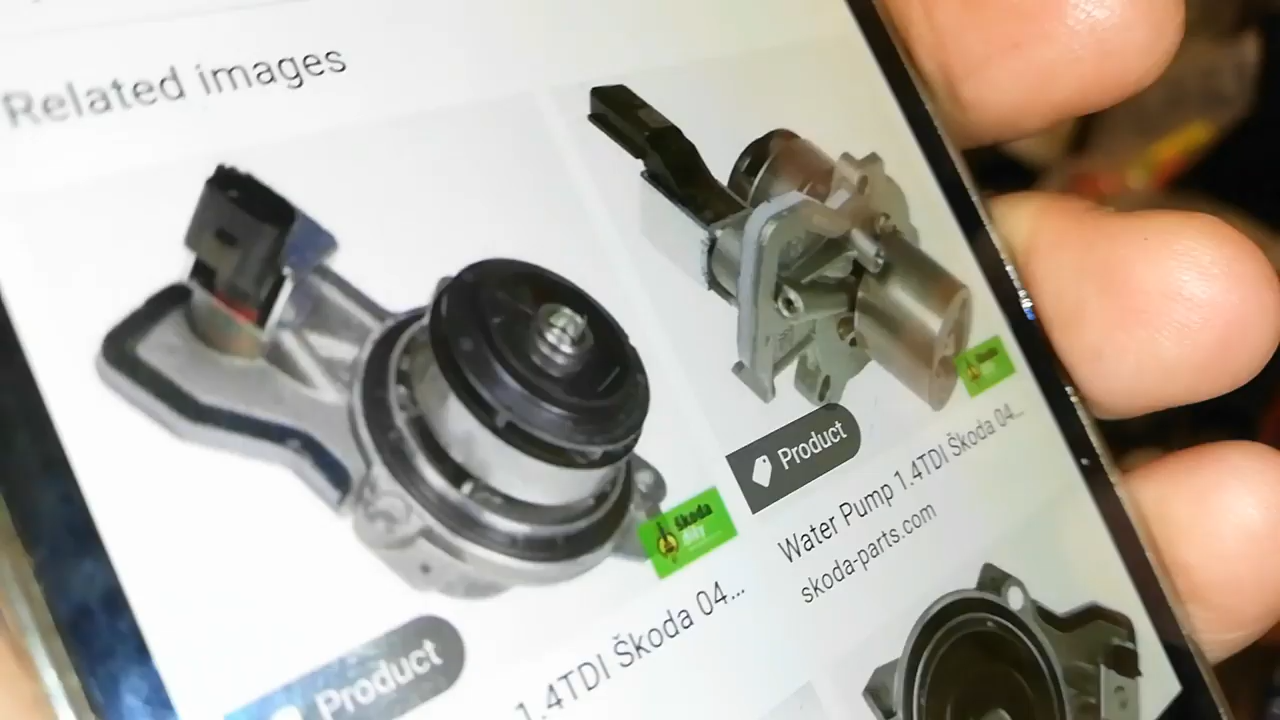 Related images
Škoda
Product
Water Pump 1.4TDI Škoda 04...
skoda-parts.com
Product
1.4TDI Škoda 04...